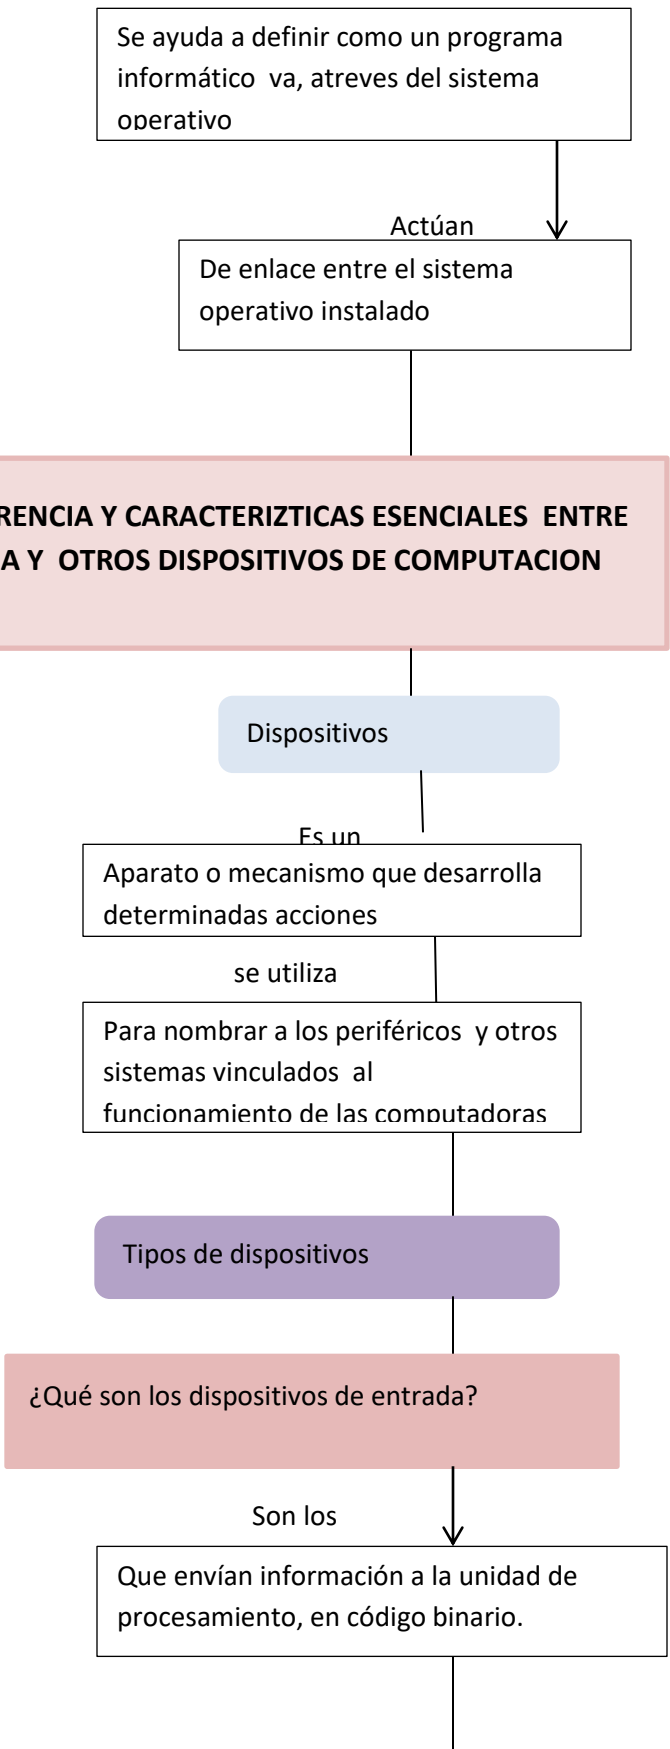 Se ayuda a definir como un programa
informático  va, atreves del sistema
operativo
Actúan
De enlace entre el sistema
operativo instalado
RENCIA Y CARACTERIZTICAS ESENCIALES  ENTRE
A Y  OTROS DISPOSITIVOS DE COMPUTACION
Dispositivos
Es un
Aparato o mecanismo que desarrolla
determinadas acciones
se utiliza
Para nombrar a los periféricos  y otros
sistemas vinculados  al
funcionamiento de las computadoras
Tipos de dispositivos
¿Qué son los dispositivos de entrada?
Son los
Que envían información a la unidad de
procesamiento, en código binario.